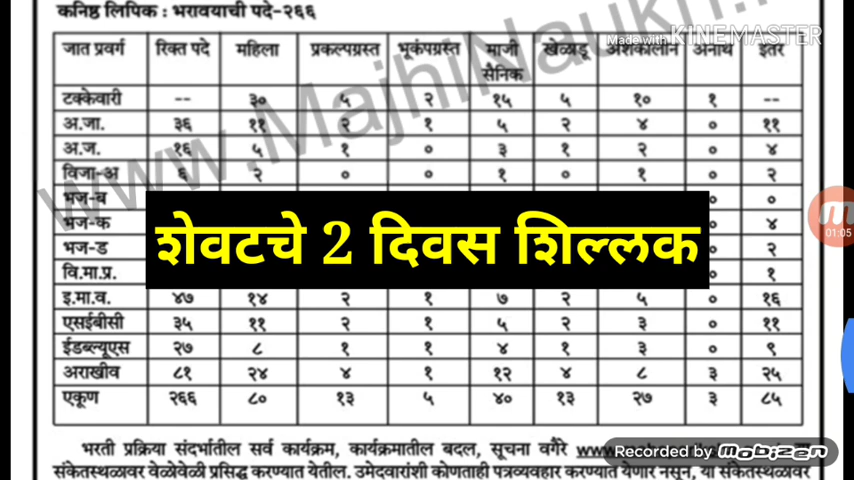 कनिष्ठ लिपिक : भरावयाची पदे-२६६
Made with KINEMASTER
जात प्रवर्ग रिक्त पदे महिला प्रकल्पग्रस्त भूकंपग्रस्त माजी सैनिक खेळाडू अंशकालीन अनाथ इतर
टक्केवारी -- ३० ५ २ १५ ५ १० १ --
अ.जा. ३६ ११ २ १ ५ २ ४ ० ११
अ.ज. १६ ५ १ ० ३ १ २ ० ४
विजा-अ ६ २ ० ० १ ० १ ० २
भज-ब ० ०
भज-क ० ४
भज-ड ० २
वि.मा.प्र. ० १
शेवटचे 2 दिवस शिल्लक
इ.मा.व. ४७ १४ २ १ ७ २ ५ ० १६
एसईबीसी ३५ ११ २ १ ५ २ ३ ० ११
ईडब्ल्यूएस २७ ८ १ १ ४ १ ३ ० ९
अराखीव ८१ २४ ४ १ १२ ४ ८ ३ २५
एकूण २६६ ८० १३ ५ ४० १३ २७ ३ ८५
भरती प्रक्रिया संदर्भातील सर्व कार्यक्रम, कार्यक्रमातील बदल, सूचना वगैरे
संकेतस्थळावर वेळोवेळी प्रसिद्ध करण्यात येतील. उमेदवारांशी कोणताही पत्रव्यवहार करण्यात येणार नसून, या संकेतस्थळावर
www.MajhiNaukri.
01:05
Recorded by Mobizen